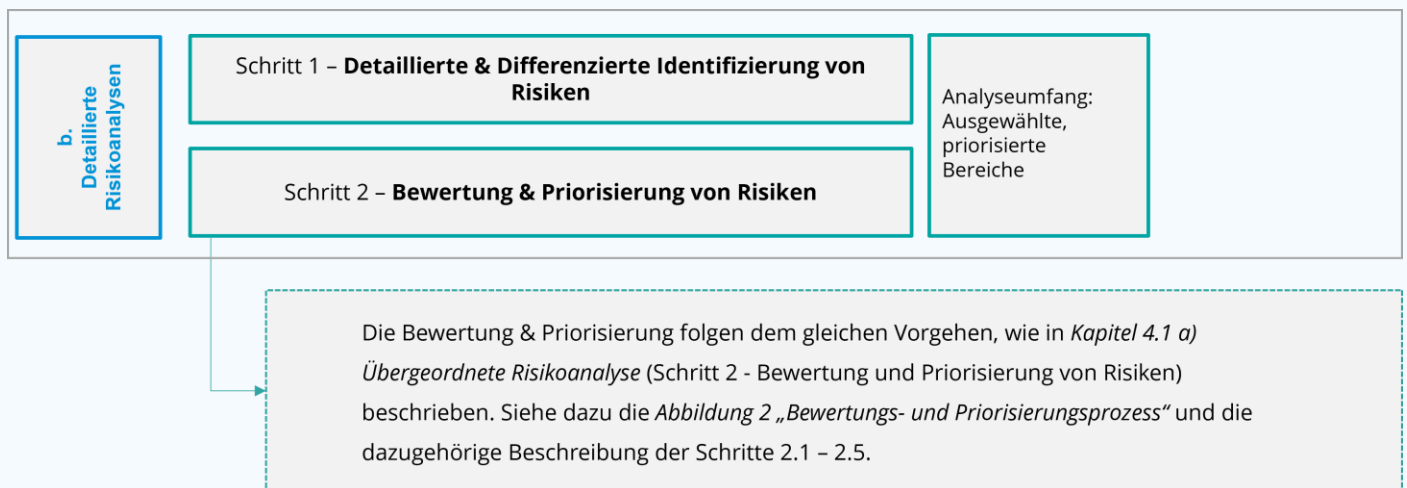 b.
Detaillierte
Risikoanalysen
Schritt 1 – Detaillierte & Differenzierte Identifizierung von
Risiken
Schritt 2 – Bewertung & Priorisierung von Risiken
Analyseumfang:
Ausgewählte,
priorisierte
Bereiche
Die Bewertung & Priorisierung folgen dem gleichen Vorgehen, wie in Kapitel 4.1 a)
Übergeordnete Risikoanalyse (Schritt 2 - Bewertung und Priorisierung von Risiken)
beschrieben. Siehe dazu die Abbildung 2 „Bewertungs- und Priorisierungsprozess“ und die
dazugehörige Beschreibung der Schritte 2.1 – 2.5.